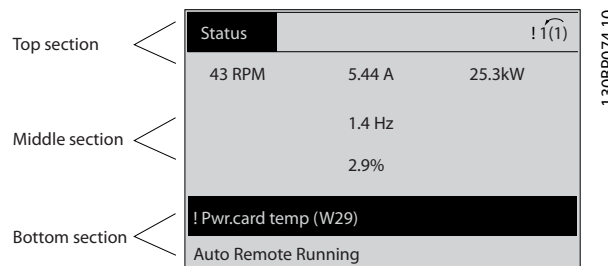 Top section
Status
! 1(1)
43 RPM 5.44 A 25.3kW
Middle section
1.4 Hz
2.9%
! Pwr.card temp (W29)
Bottom section
Auto Remote Running
130BP074.10